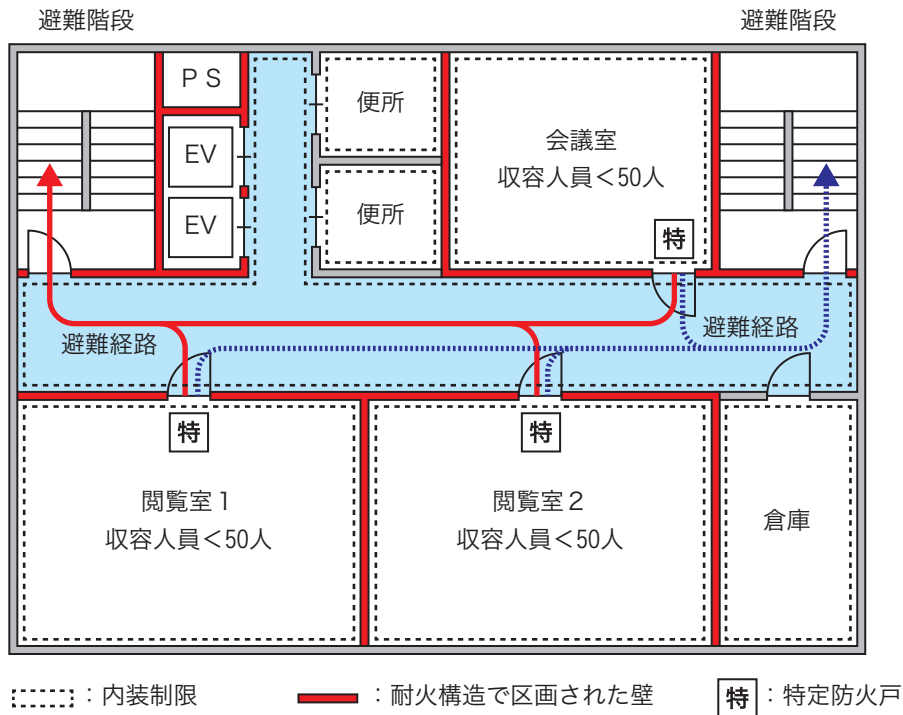 避難階段
避難階段
PS
便所
EV
会議室
収容人員<50人
EV
便所
特
避難経路
避難経路
特
特
閲覧室1
収容人員<50人
閲覧室2
収容人員<50人
倉庫
:内装制限
:耐火構造で区画された壁
特:特定防火戸